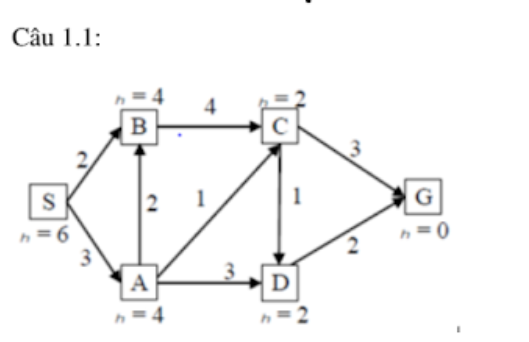 Câu 1.1:
h = 4
h = 2
B
4
C
2
3
S
2
1
1
G
h = 6
h = 0
3
3
2
A
D
h = 4
h = 2